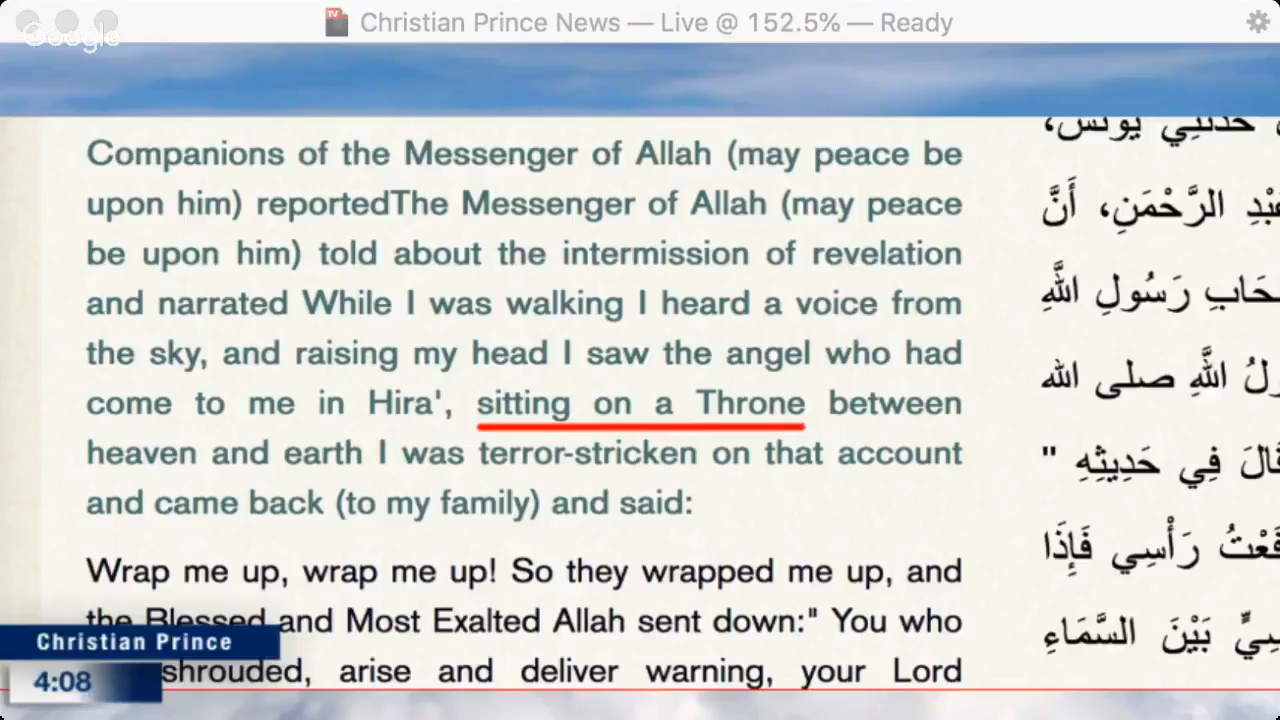 Christian Prince News — Live @ 152.5% — Ready
Google
TV
Companions of the Messenger of Allah (may peace be
upon him) reportedThe Messenger of Allah (may peace
be upon him) told about the intermission of revelation
and narrated While I was walking I heard a voice from
the sky, and raising my head I saw the angel who had
come to me in Hira', sitting on a Throne between
heaven and earth I was terror-stricken on that account
and came back (to my family) and said:
Wrap me up, wrap me up! So they wrapped me up, and
the Blessed and Most Exalted Allah sent down:" You who
shrouded, arise and deliver warning, your Lord
حَدَّثَنِي يُونُسُ،
الرَّحْمَنِ، أَنَّ
رَسُولِ اللَّهِ
اللَّهِ صلى الله
فِي حَدِيثِهِ "
رَأْسِي فَإِذَا
بَيْنَ السَّمَاءِ
Christian Prince
4:08